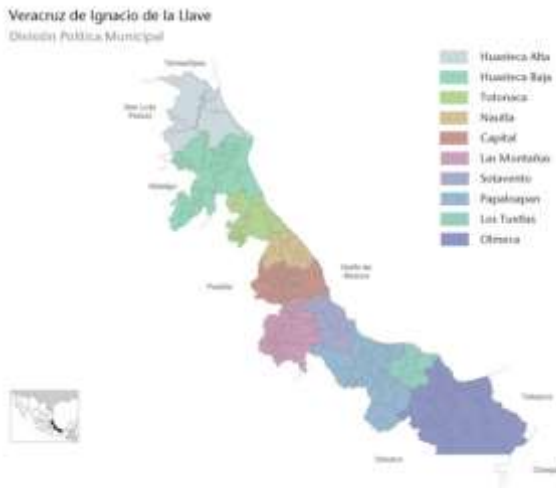 Veracruz de Ignacio de la Llave
División Política Municipal
Tamaulipas
San Luis
Potosí
Hidalgo
Puebla
Golfo de
México
Tabasco
Oaxaca
Huasteca Alta
Huasteca Baja
Totonaca
Nautla
Capital
Las Montañas
Sotavento
Papaloapan
Los Tuxtlas
Olmeca